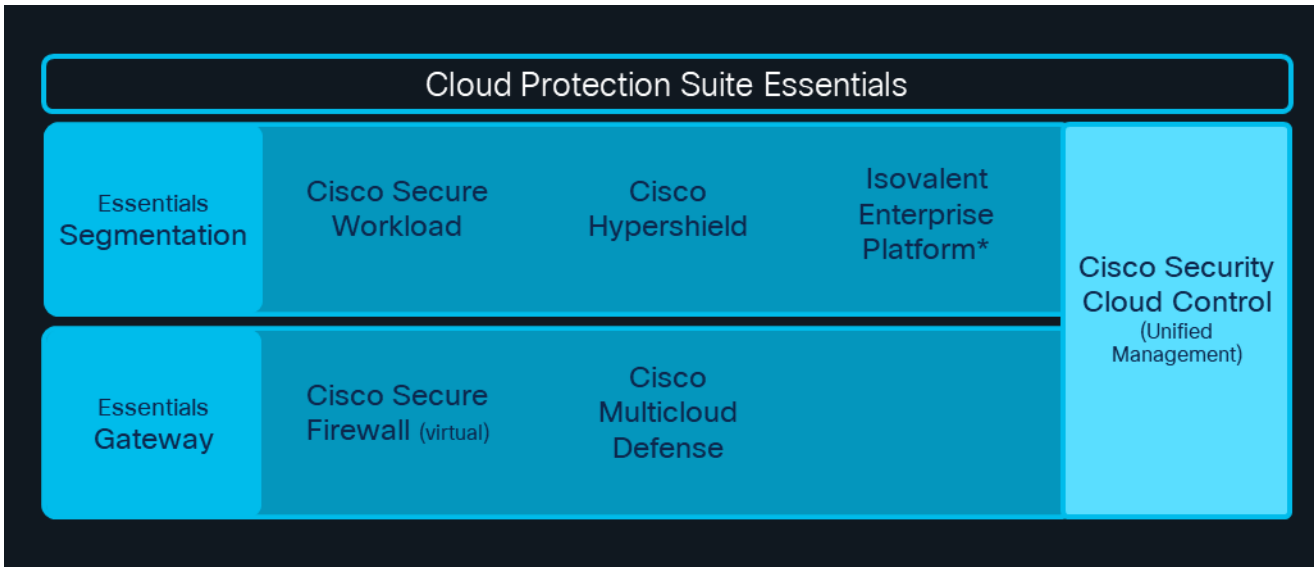 Cloud Protection Suite Essentials
Essentials
Segmentation
Cisco Secure
Workload
Cisco
Hypershield
Isovalent
Enterprise
Platform*
Cisco Security
Cloud Control
(Unified
Management)
Essentials
Gateway
Cisco Secure
Firewall (virtual)
Cisco
Multicloud
Defense